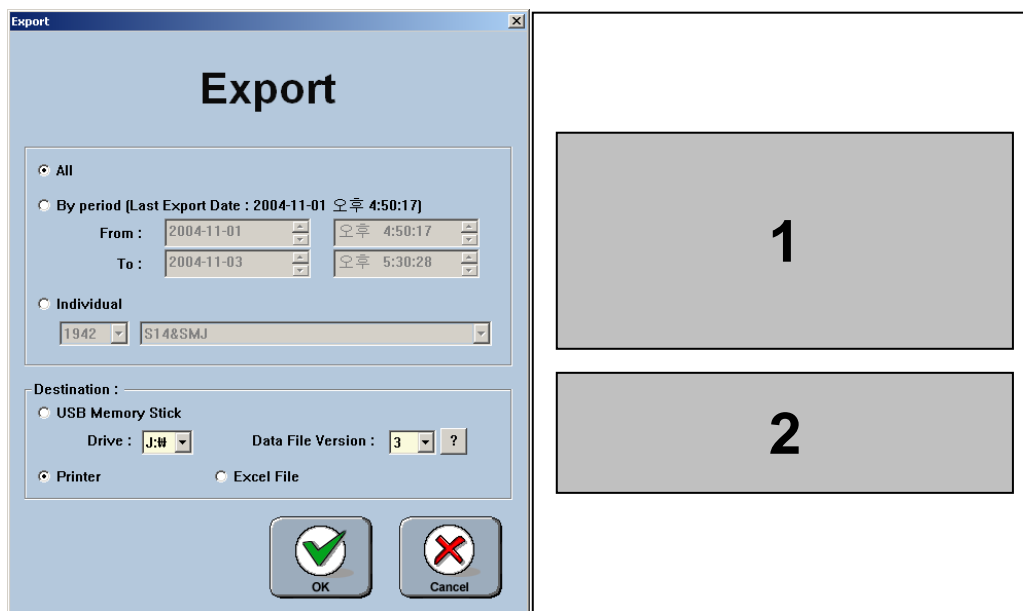 Export
Export
All
By period (Last Export Date : 2004-11-01 오후 4:50:17)
From : 2004-11-01 오후 4:50:17
To : 2004-11-03 오후 5:30:28
Individual
1942 S14&SMJ
Destination :
USB Memory Stick
Drive : J:₩ Data File Version : 3 ?
Printer Excel File
OK Cancel
1
2